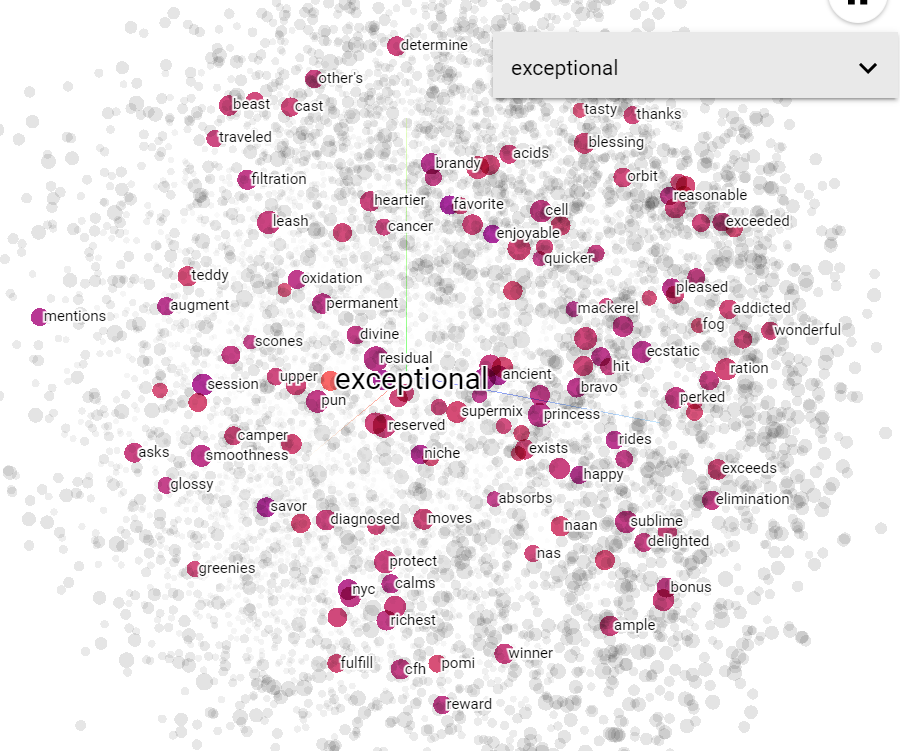 determine
exceptional
other's
beast
cast
tasty
thanks
traveled
blessing
brandy
acids
filtration
orbit
reasonable
heartier
favorite
cell
leash
cancer
enjoyable
exceeded
quicker
teddy
oxidation
pleased
augment
permanent
mackerel
addicted
mentions
fog
wonderful
divine
scones
residual
ecstatic
hit
ration
session
upper
exceptional
ancient
bravo
pun
perked
supermix
princess
reserved
camper
rides
asks
smoothness
niche
exists
exceeds
happy
glossy
absorbs
elimination
savor
diagnosed
moves
naan
sublime
delighted
nas
greenies
protect
calms
nyc
bonus
richest
ample
winner
fulfill
cfh
pomi
reward